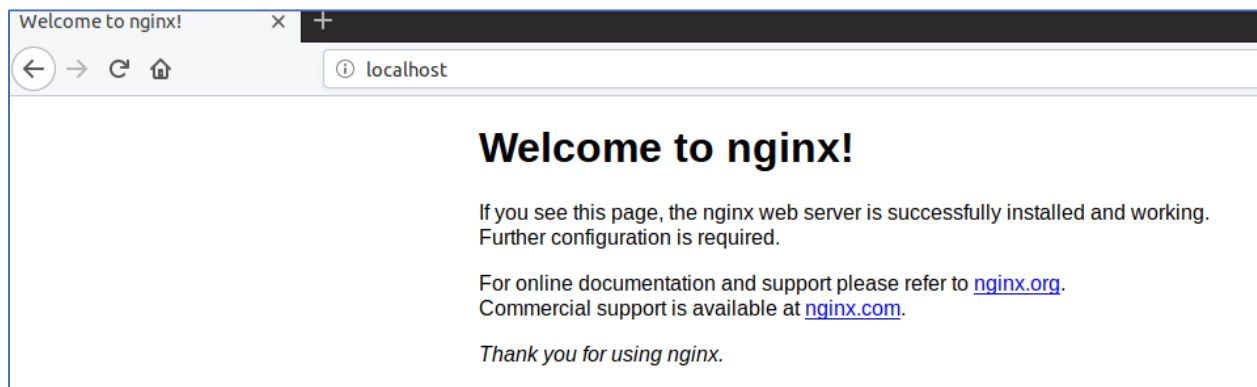 Welcome to nginx!
localhost
Welcome to nginx!
If you see this page, the nginx web server is successfully installed and working.
Further configuration is required.
For online documentation and support please refer to nginx.org.
Commercial support is available at nginx.com.
Thank you for using nginx.